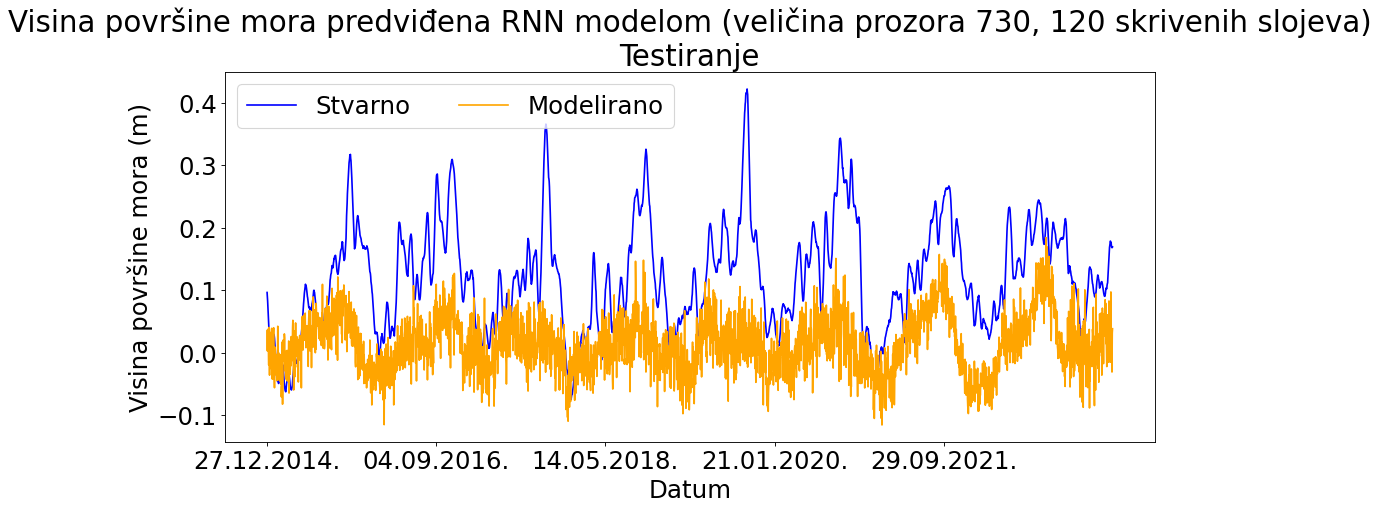 Visina površine mora predviđena RNN modelom (veličina prozora 730, 120 skrivenih slojeva)
Testiranje
Stvarno
Modelirano
Visina površine mora (m)
0.4
0.3
0.2
0.1
0.0
−0.1
27.12.2014.
04.09.2016.
14.05.2018.
21.01.2020.
29.09.2021.
Datum